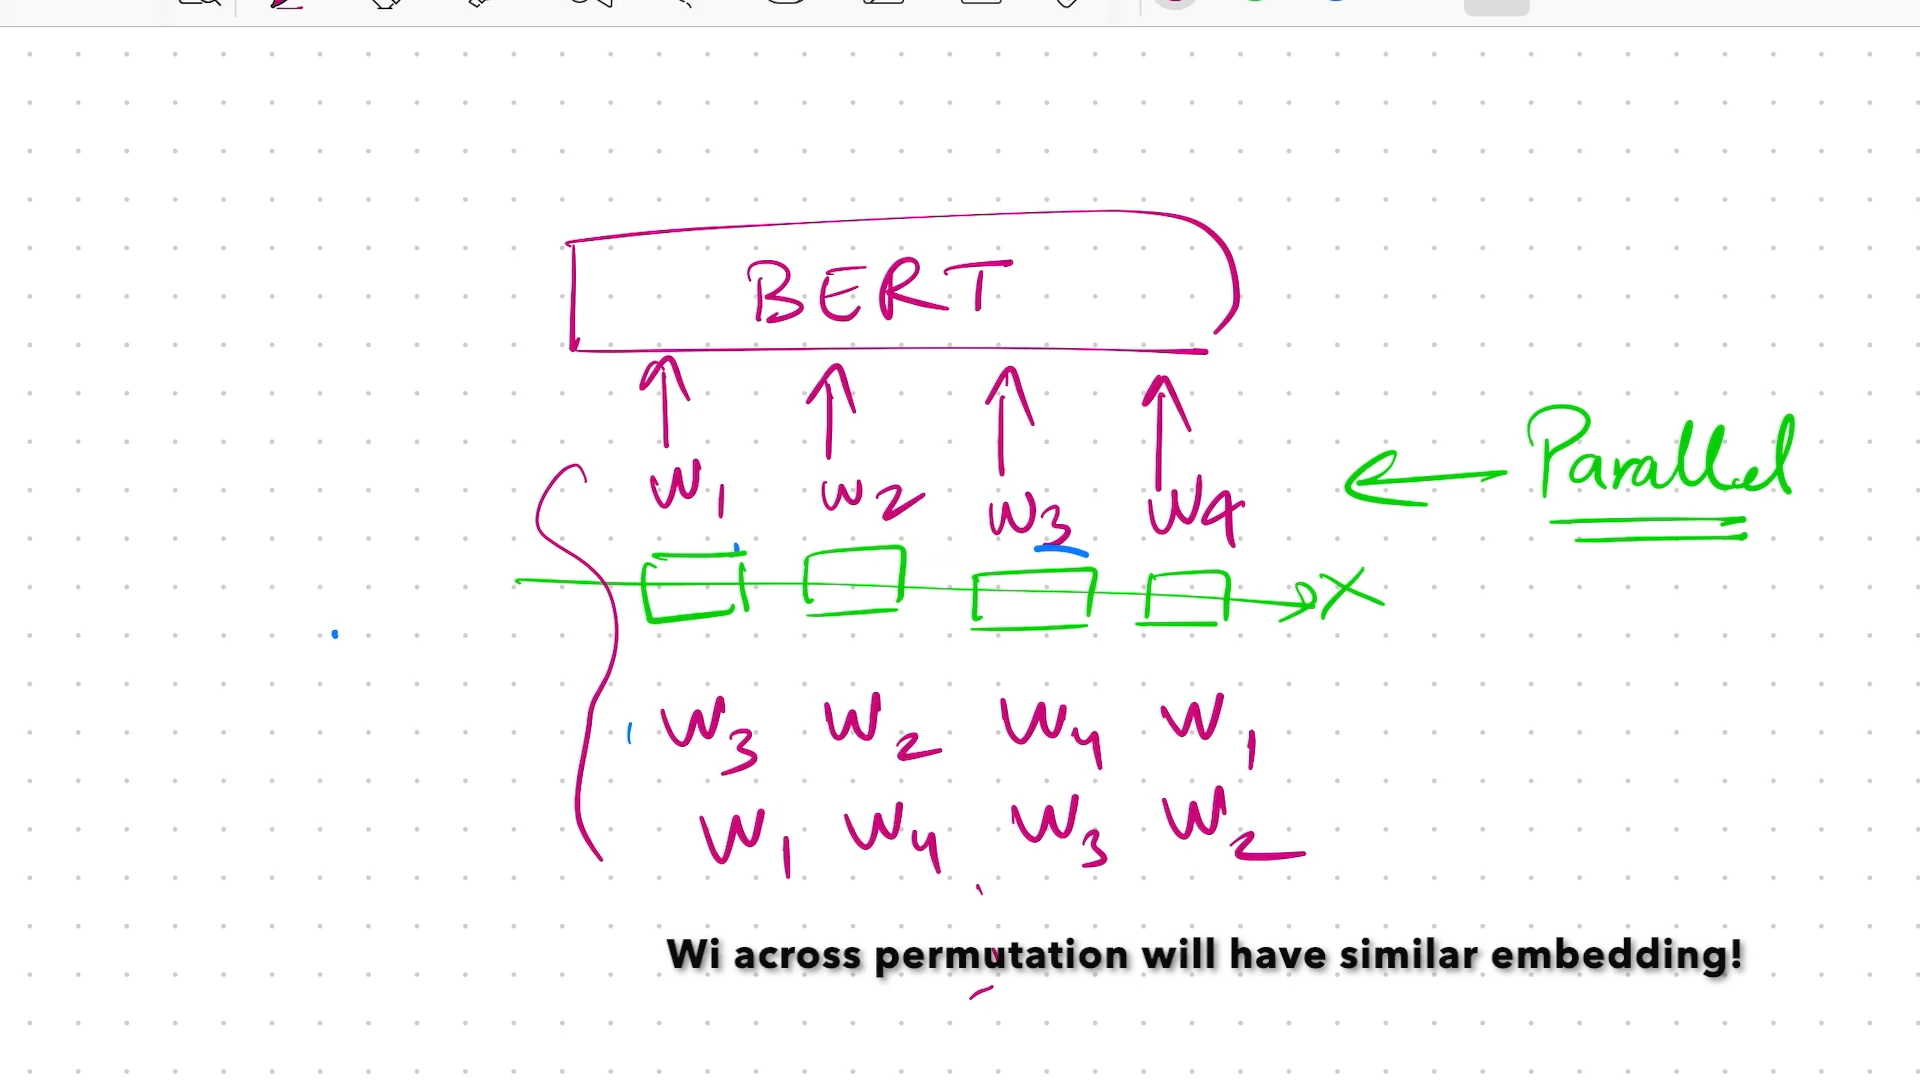 BERT
W1 W2 W3 W4
Parallel
X
W3 W2 W4 W1
W1 W4 W3 W2
Wi across permutation will have similar embedding!